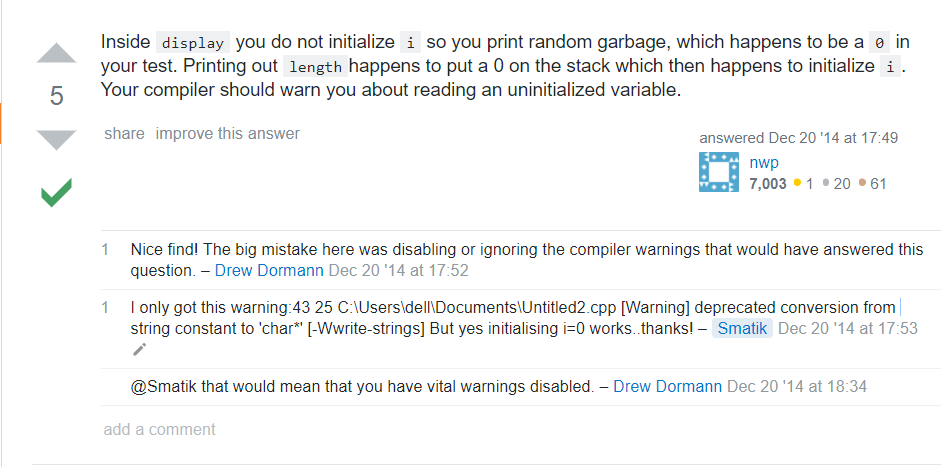 Inside display you do not initialize i so you print random garbage, which happens to be a 0 in
your test. Printing out length happens to put a 0 on the stack which then happens to initialize i .
Your compiler should warn you about reading an uninitialized variable.
5
share improve this answer
answered Dec 20 '14 at 17:49
nwp
7,003 1 20 61
1 Nice find! The big mistake here was disabling or ignoring the compiler warnings that would have answered this
question. – Drew Dormann Dec 20 '14 at 17:52
1 I only got this warning:43 25 C:\Users\dell\Documents\Untitled2.cpp [Warning] deprecated conversion from
string constant to 'char*' [-Wwrite-strings] But yes initialising i=0 works..thanks! – Smatik Dec 20 '14 at 17:53
@Smatik that would mean that you have vital warnings disabled. – Drew Dormann Dec 20 '14 at 18:34
add a comment